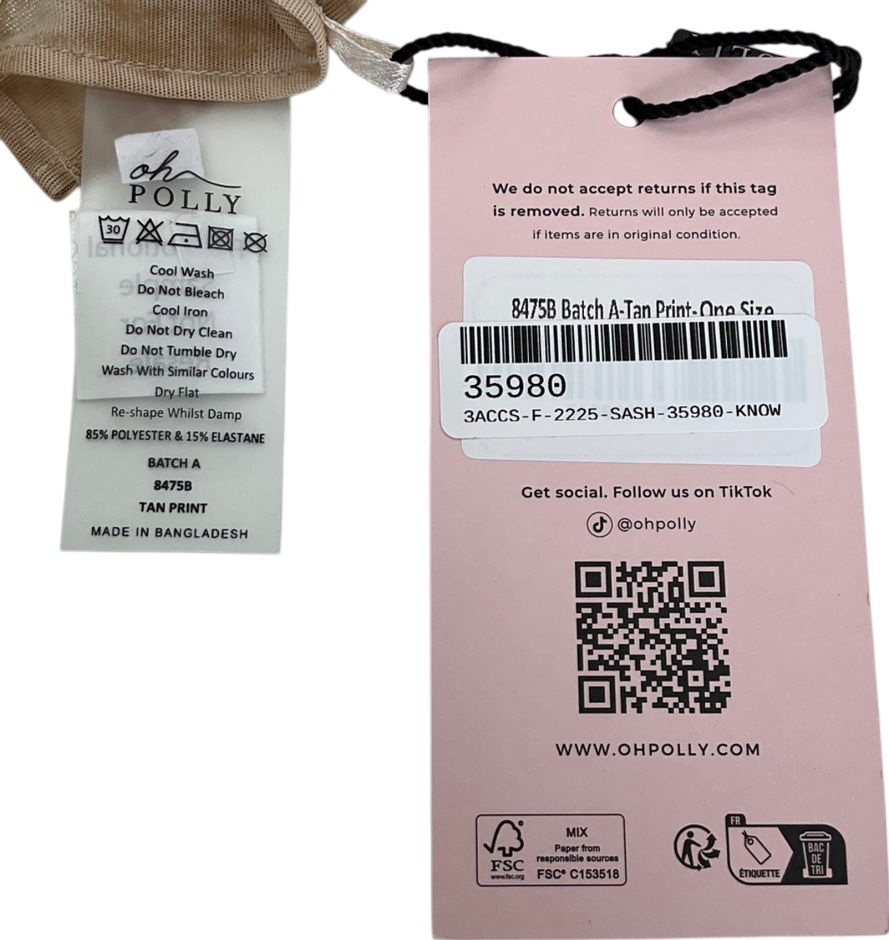 oh
POLLY
30
Cool Wash
Do Not Bleach
Cool Iron
Do Not Dry Clean
Do Not Tumble Dry
Wash With Similar Colours
Dry Flat
Re-shape Whilst Damp
85% POLYESTER & 15% ELASTANE
BATCH A
8475B
TAN PRINT
MADE IN BANGLADESH
We do not accept returns if this tag
is removed. Returns will only be accepted
if items are in original condition.
8475B Batch A-Tan Print-One Size
35980
3ACCS-F-2225-SASH-35980-KNOW
Get social. Follow us on TikTok
@ohpolly
WWW.OHPOLLY.COM
FSC
www.fsc.org
MIX
Paper from
responsible sources
FSC® C153518
FR
ÉTIQUETTE
BAC
DE
TRI